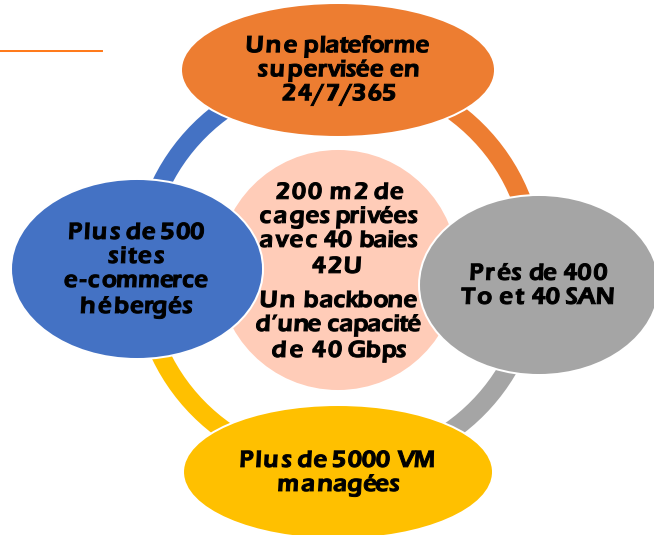 Une plateforme
supervisée en
24/7/365
200 m2 de
cages privées
avec 40 baies
42U
Un backbone
d'une capacité
de 40 Gbps
Plus de 500
sites
e-commerce
hébergés
Prés de 400
To et 40 SAN
Plus de 5000 VM
managées